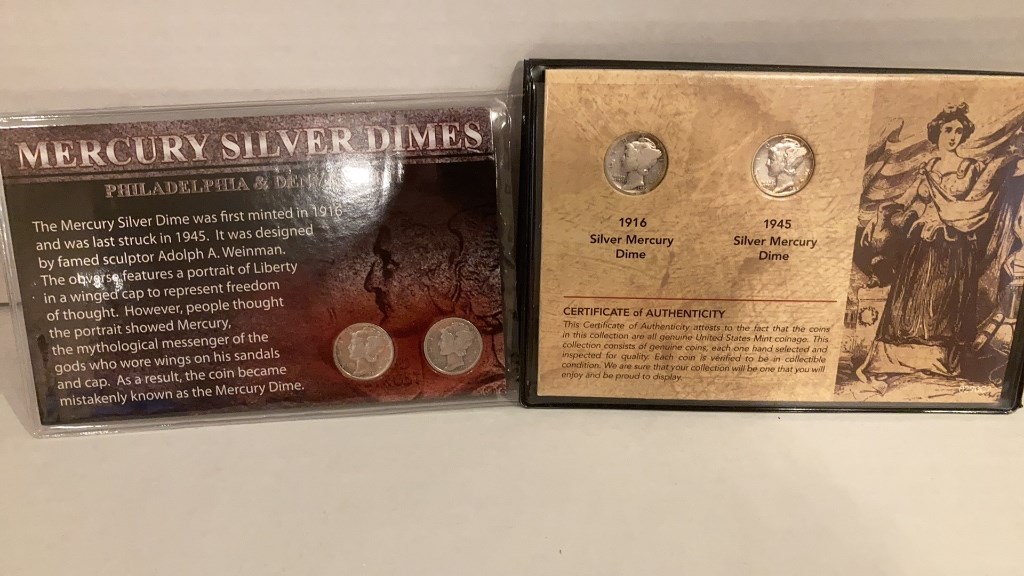 MERCURY SILVER DIMES
PHILADELPHIA &
The Mercury Silver Dime was first minted in 1916
and was last struck in 1945. It was designed
by famed sculptor Adolph A. Weinman.
The obverse features a portrait of Liberty
in a winged cap to represent freedom
of thought. However, people thought
the portrait showed Mercury,
the mythological messenger of the
gods who wore wings on his sandals
and cap. As a result, the coin became
mistakenly known as the Mercury Dime.
1916
Silver Mercury
Dime
1945
Silver Mercury
Dime
CERTIFICATE of AUTHENTICITY
This Certificate of Authenticity attests to the fact that the coins
in this collection are all genuine United States Mint coinage. This
collection consists of genuine coins, each one hand selected and
inspected for quality. Each coin is verified to be in collectible
condition. We are sure that your collection will be one that you will
enjoy and be proud to display.